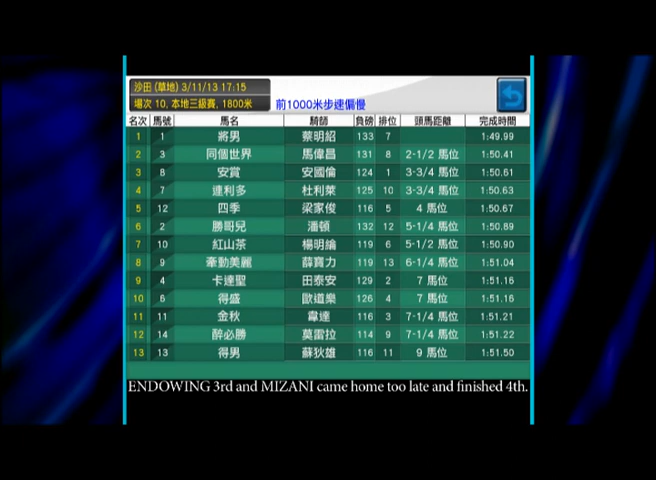 沙田 (草地) 3/11/13 17:15
場次 10, 本地三級賽, 1800米
前1000米步速偏慢
名次 馬號 馬名 騎師 負磅 排位 頭馬距離 完成時間
1 1 將男 蔡明紹 133 7 1:49.99
2 3 同個世界 馬偉昌 131 8 2-1/2 馬位 1:50.41
3 8 安賞 安國倫 124 1 3-3/4 馬位 1:50.61
4 7 連利多 杜利萊 125 10 3-3/4 馬位 1:50.63
5 12 四季 梁家俊 116 5 4 馬位 1:50.67
6 2 勝哥兒 潘頓 132 12 5-1/4 馬位 1:50.89
7 10 紅山茶 楊明綸 119 6 5-1/2 馬位 1:50.90
8 9 牽動美麗 薛寶力 119 13 6-1/4 馬位 1:51.04
9 4 卡達聖 田泰安 129 2 7 馬位 1:51.16
10 6 得盛 歐道樂 126 4 7 馬位 1:51.16
11 11 金秋 韋達 116 3 7-1/4 馬位 1:51.21
12 14 醉必勝 莫雷拉 114 9 7-1/4 馬位 1:51.22
13 13 得男 蘇狄雄 116 11 9 馬位 1:51.50
ENDOWING 3rd and MIZANI came home too late and finished 4th.